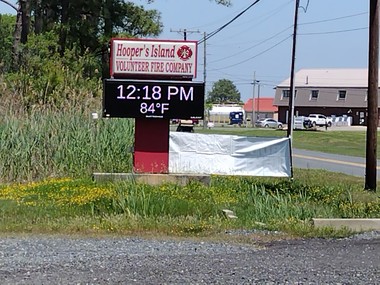 Hooper's Island
VOLUNTEER FIRE COMPANY
12:18 PM
84°F